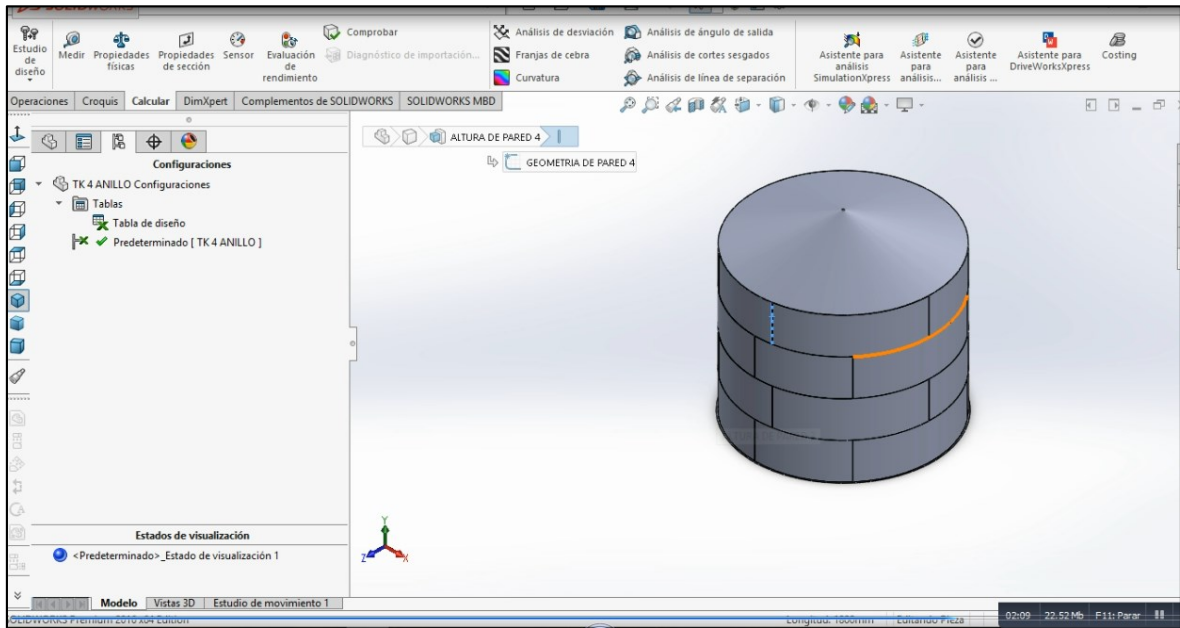 SOLIDWORKS
Estudio de diseño
Medir
Propiedades físicas
Propiedades de sección
Sensor
Evaluación de rendimiento
Comprobar
Diagnóstico de importación...
Análisis de desviación
Franjas de cebra
Curvatura
Análisis de ángulo de salida
Análisis de cortes sesgados
Análisis de línea de separación
Asistente para análisis SimulationXpress
Asistente para análisis...
Asistente análisis ...
Asistente para DriveWorksXpress
Costing
Operaciones Croquis Calcular DimXpert Complementos de SOLIDWORKS SOLIDWORKS MBD
ALTURA DE PARED 4
GEOMETRIA DE PARED 4
Configuraciones
TK 4 ANILLO Configuraciones
Tablas
Tabla de diseño
Predeterminado [ TK 4 ANILLO ]
Y
Z
X
Estados de visualización
<Predeterminado>_Estado de visualización 1
Modelo Vistas 3D Estudio de movimiento 1
SOLIDWORKS Premium 2016 x64 Edition
Longitud: 1800mm Editando Pieza
02:09 22.52 Mb F11: Parar